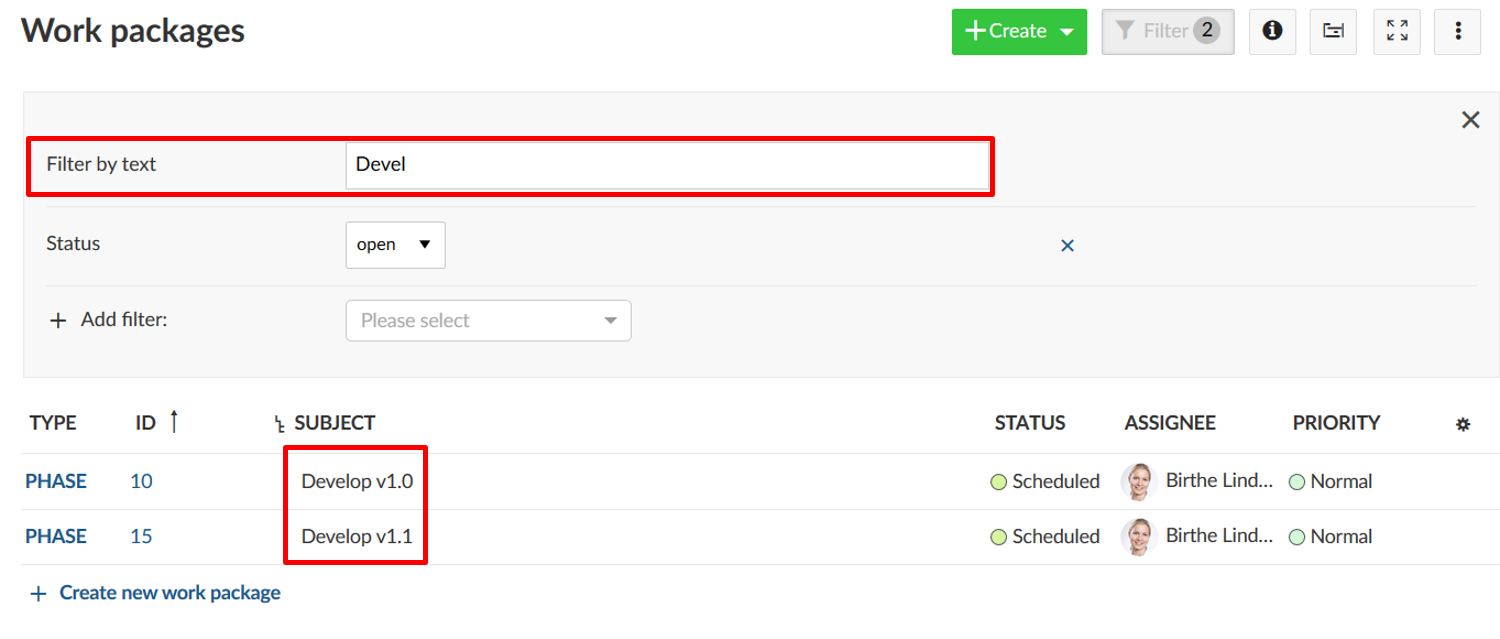 Work packages
Create
Filter 2
Filter by text Devel
Status open
Add filter: Please select
TYPE ID SUBJECT STATUS ASSIGNEE PRIORITY
PHASE 10 Develop v1.0 Scheduled Birthe Lind... Normal
PHASE 15 Develop v1.1 Scheduled Birthe Lind... Normal
+ Create new work package